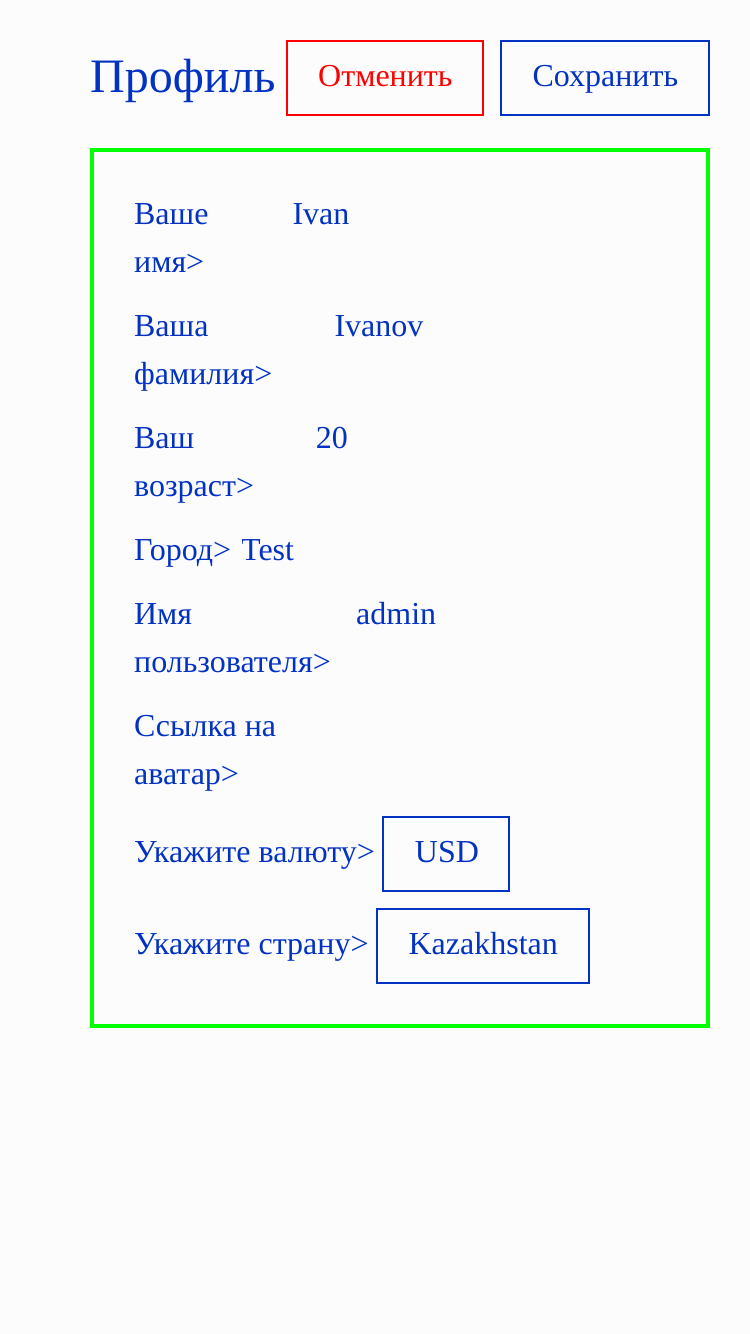 Профиль Отменить Сохранить
Ваше Ivan
имя>
Ваша Ivanov
фамилия>
Ваш 20
возраст>
Город> Test
Имя admin
пользователя>
Ссылка на
аватар>
Укажите валюту> USD
Укажите страну> Kazakhstan